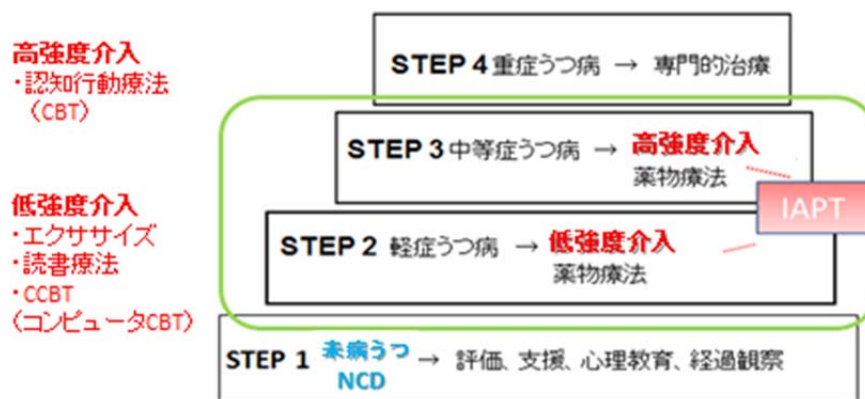 高強度介入
・認知行動療法
（CBT）
低強度介入
・エクササイズ
・読書療法
・CCBT
（コンピュータCBT）
STEP 4 重症うつ病 → 専門的治療
STEP 3 中等症うつ病 → 高強度介入
薬物療法
IAPT
STEP 2 軽症うつ病 → 低強度介入
薬物療法
STEP 1 未病うつ → 評価、支援、心理教育、経過観察
NCD